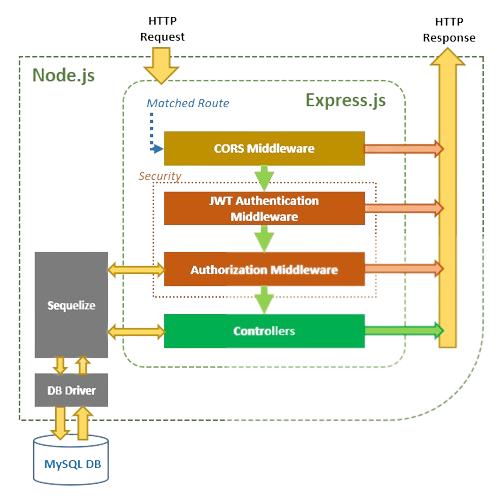 HTTP
Request
HTTP
Response
Node.js
Express.js
Matched Route
CORS Middleware
Security
JWT Authentication
Middleware
Authorization Middleware
Sequelize
Controllers
DB Driver
MySQL DB